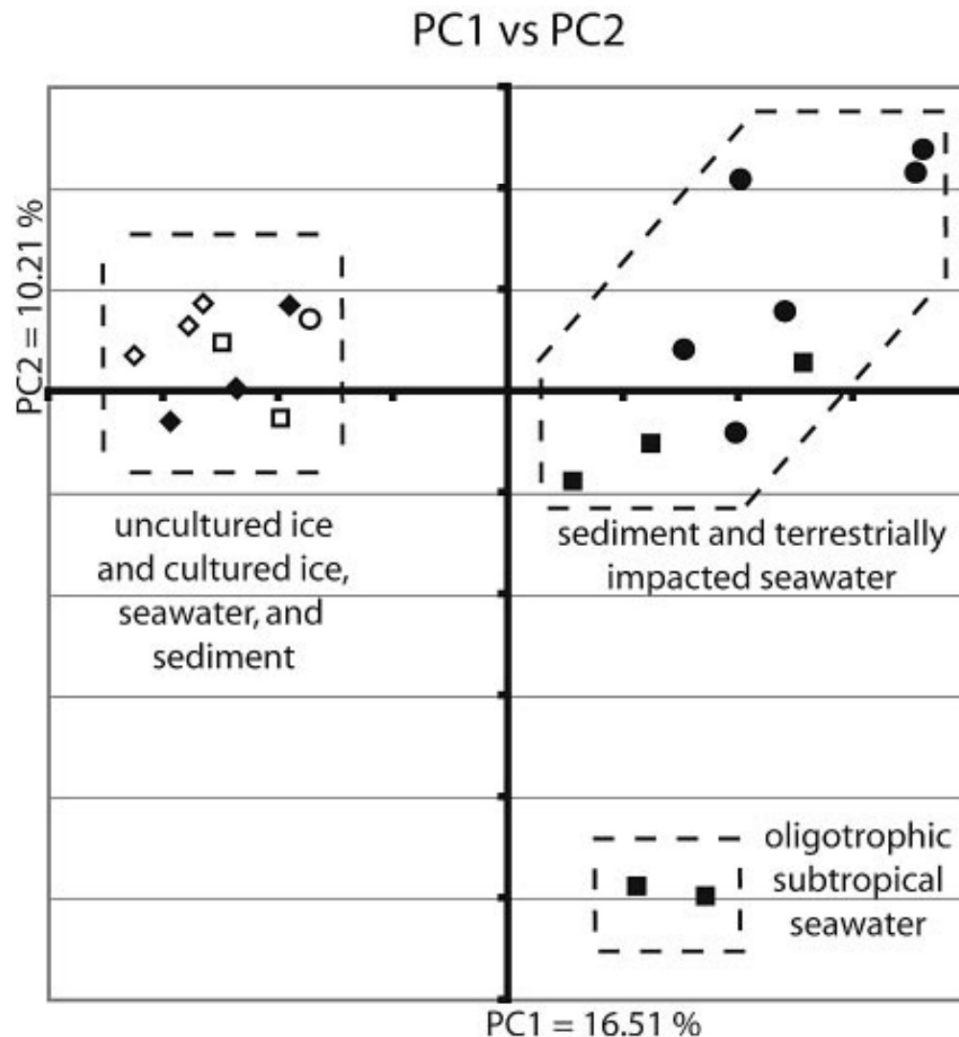 PC1 vs PC2
PC2 = 10.21 %
uncultured ice
and cultured ice,
seawater, and
sediment
sediment and terrestrially
impacted seawater
oligotrophic
subtropical
seawater
PC1 = 16.51 %